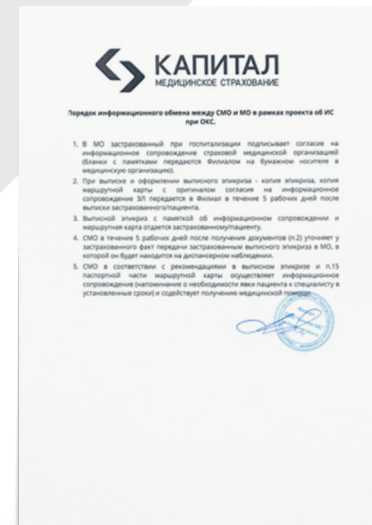 КАПИТАЛ
МЕДИЦИНСКОЕ СТРАХОВАНИЕ
Порядок информационного обмена между СМО и МО в рамках проекта об ИС
при ОКС.
1. В МО застрахованный при госпитализации подписывает согласие на
информационное сопровождение страховой медицинской организацией
(бланки с памятками передаются Филиалом на бумажном носителе в
медицинскую организацию).
2. При выписке и оформлении выписного эпикриза - копия эпикриза, копия
маршрутной карты с оригиналом согласия на информационное
сопровождение ЗЛ передается в Филиал в течение 5 рабочих дней после
выписки застрахованного/пациента.
3. Выписной эпикриз с памяткой об информационном сопровождении и
маршрутная карта отдается застрахованному/пациенту.
4. СМО в течение 5 рабочих дней после получения документов (п.2) уточняет у
застрахованного факт передачи застрахованным выписного эпикриза в МО, в
которой он будет находится на диспансерном наблюдении.
5. СМО в соответствии с рекомендациями в выписном эпикризе и п.15
паспортной части маршрутной карты осуществляет информационное
сопровождение (напоминание о необходимости явки пациента к специалисту в
установленные сроки) и содействует получению медицинской помощи.